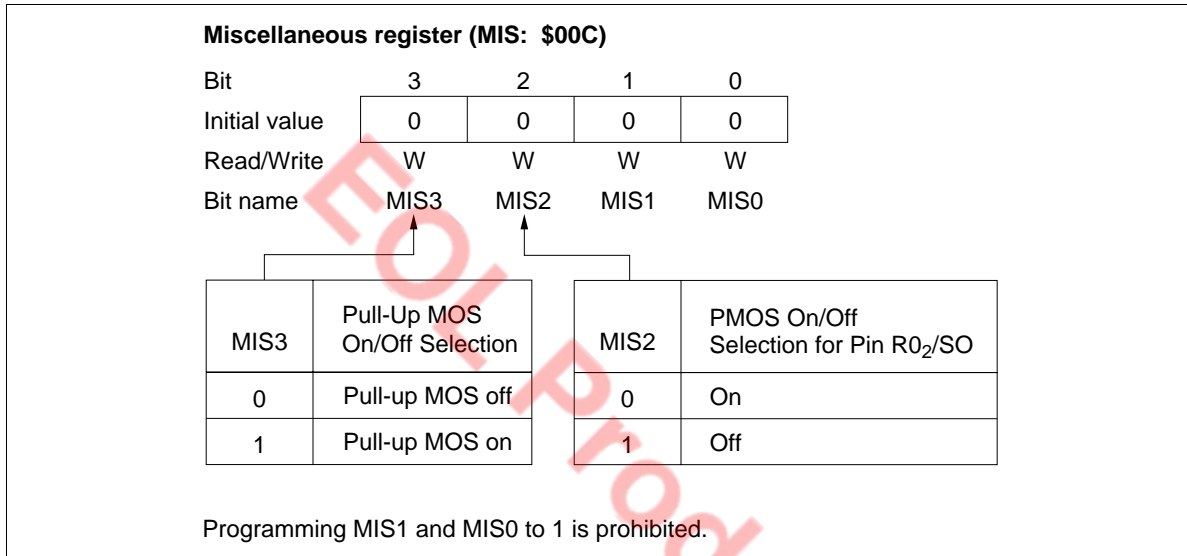 Miscellaneous register (MIS: $00C)
Bit 3 2 1 0
Initial value 0 0 0 0
Read/Write W W W W
Bit name MIS3 MIS2 MIS1 MIS0
MIS3 Pull-Up MOS
On/Off Selection
0 Pull-up MOS off
1 Pull-up MOS on
MIS2 PMOS On/Off
Selection for Pin R0₂/SO
0 On
1 Off
Programming MIS1 and MIS0 to 1 is prohibited.
EOL Prod